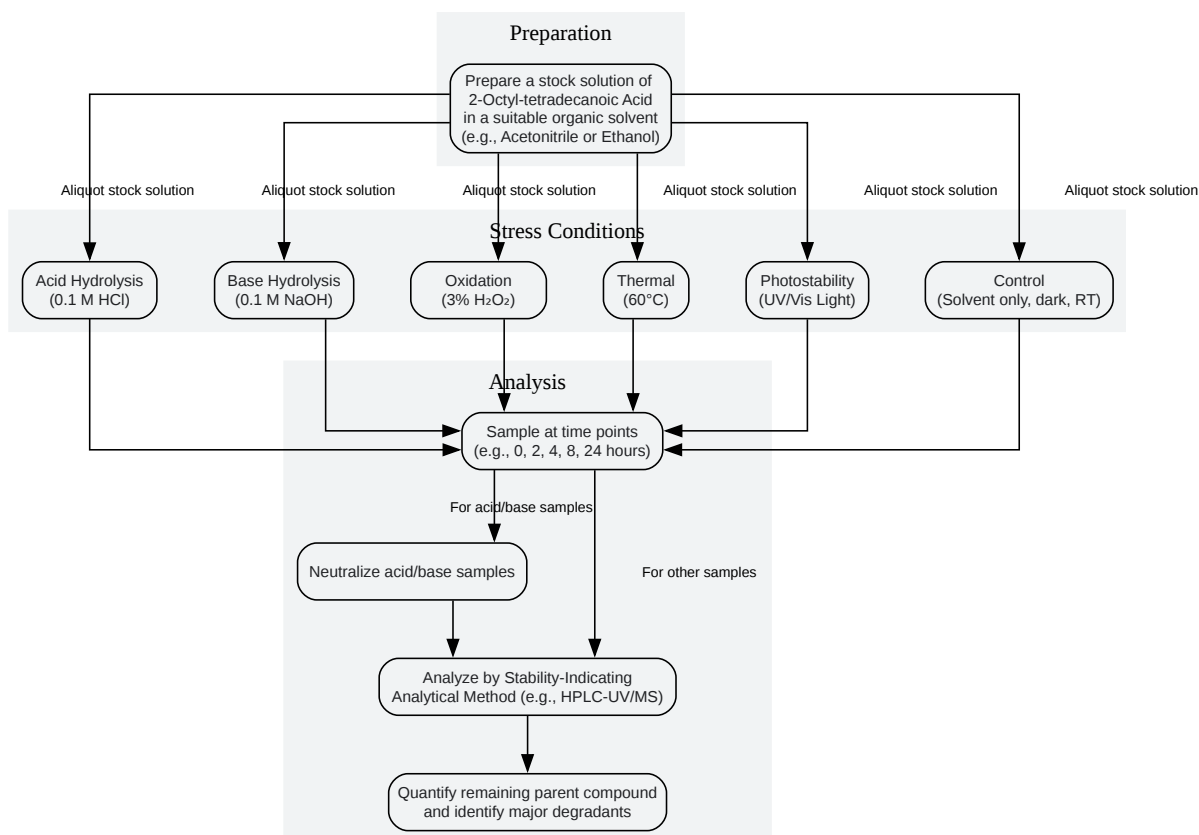 Preparation
Prepare a stock solution of
2-Octyl-tetradecanoic Acid
in a suitable organic solvent
(e.g., Acetonitrile or Ethanol)
Aliquot stock solution
Aliquot stock solution
Aliquot stock solution
Aliquot stock solution
Aliquot stock solution
Aliquot stock solution
Stress Conditions
Acid Hydrolysis
(0.1 M HCl)
Base Hydrolysis
(0.1 M NaOH)
Oxidation
(3% H₂O₂)
Thermal
(60°C)
Photostability
(UV/Vis Light)
Control
(Solvent only, dark, RT)
Analysis
Sample at time points
(e.g., 0, 2, 4, 8, 24 hours)
For acid/base samples
Neutralize acid/base samples
For other samples
Analyze by Stability-Indicating
Analytical Method (e.g., HPLC-UV/MS)
Quantify remaining parent compound
and identify major degradants